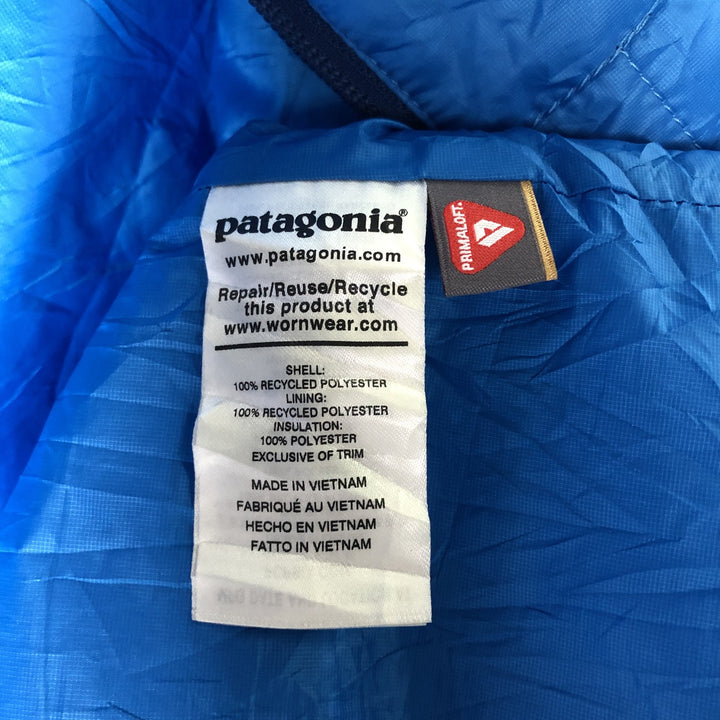 patagonia®
www.patagonia.com
Repair/Reuse/Recycle
this product at
www.wornwear.com
SHELL:
100% RECYCLED POLYESTER
LINING:
100% RECYCLED POLYESTER
INSULATION:
100% POLYESTER
EXCLUSIVE OF TRIM
MADE IN VIETNAM
FABRIQUÉ AU VIETNAM
HECHO EN VIETNAM
FATTO IN VIETNAM
PRIMALOFT®